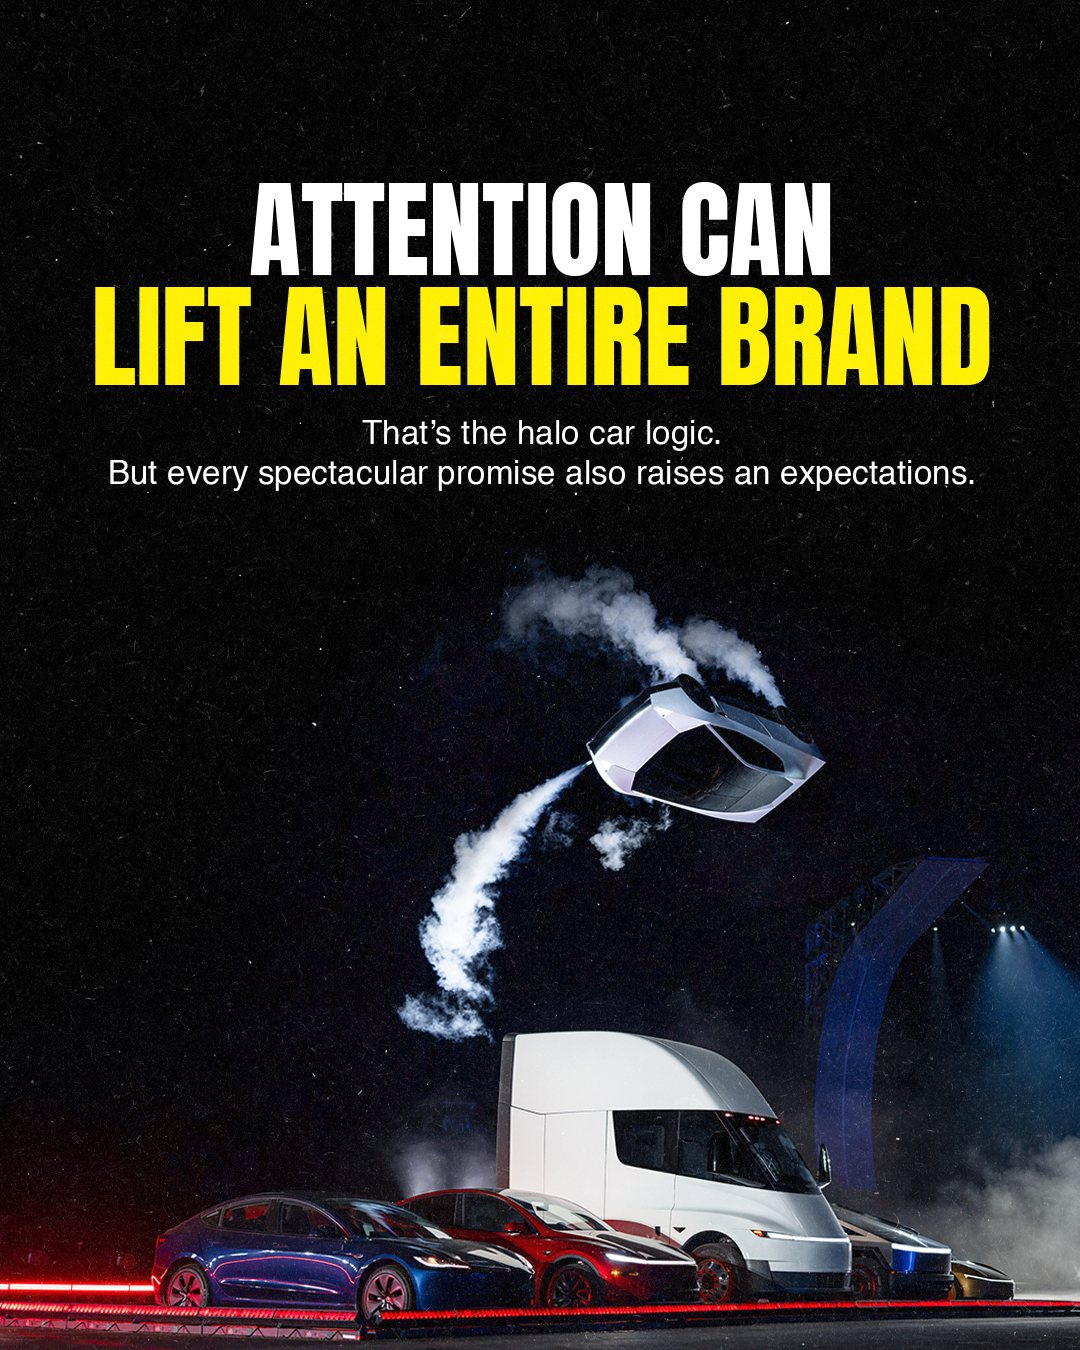 ATTENTION CAN
LIFT AN ENTIRE BRAND
That’s the halo car logic.
But every spectacular promise also raises an expectations.